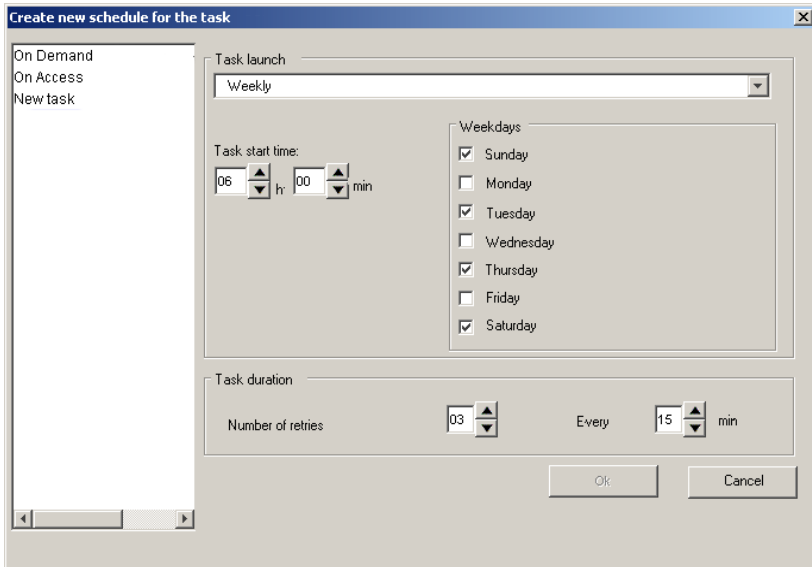 Create new schedule for the task
On Demand
On Access
New task
Task launch
Weekly
Task start time:
06 h. 00 min
Weekdays
Sunday
Monday
Tuesday
Wednesday
Thursday
Friday
Saturday
Task duration
Number of retries 03 Every 15 min
Ok Cancel